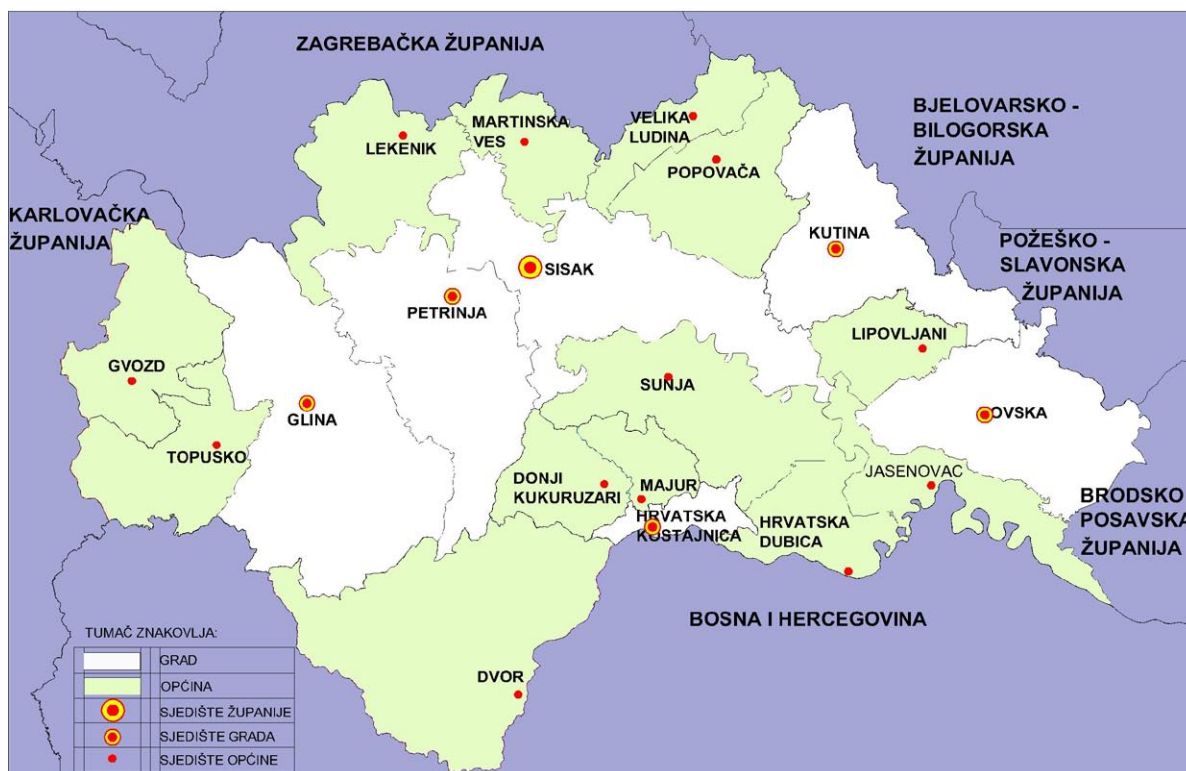 ZAGREBAČKA ŽUPANIJA
BJELOVARSKO -
BILOGORSKA
ŽUPANIJA
MARTINSKA
VES
VELIKA
LUDINA
LEKENIK
POPOVAČA
KARLOVAČKA
ŽUPANIJA
KUTINA
POŽEŠKO -
SLAVONSKA
ŽUPANIJA
SISAK
PETRINJA
LIPOVLJANI
GVOZD
SUNJA
GLINA
OVSKA
TOPUSKO
DONJI
KUKURUZARI
MAJUR
JASENOVAC
HRVATSKA
KOSTAJNICA
HRVATSKA
DUBICA
BRODSKO -
POSAVSKA
ŽUPANIJA
BOSNA I HERCEGOVINA
DVOR
TUMAČ ZNAKOVLJA:
GRAD
OPĆINA
SJEDIŠTE ŽUPANIJE
SJEDIŠTE GRADA
SJEDIŠTE OPĆINE